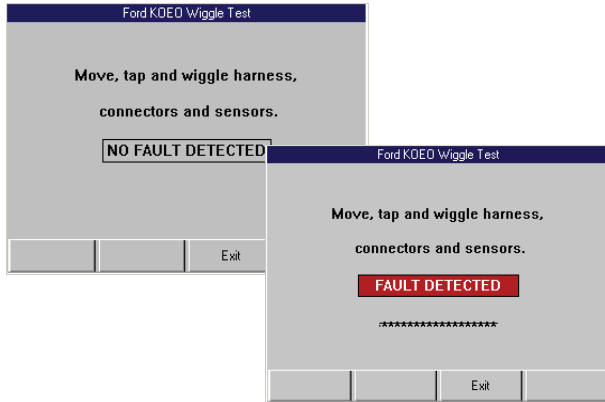 Ford KOEO Wiggle Test
Move, tap and wiggle harness,
connectors and sensors.
NO FAULT DETECTED
Exit
Ford KOEO Wiggle Test
Move, tap and wiggle harness,
connectors and sensors.
FAULT DETECTED
******************
Exit